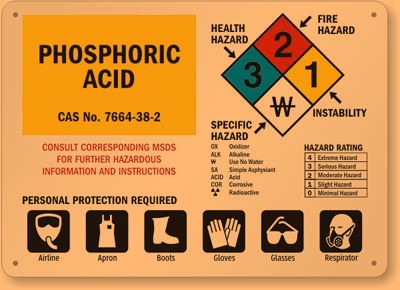 PHOSPHORIC
ACID
CAS No. 7664-38-2
CONSULT CORRESPONDING MSDS
FOR FURTHER HAZARDOUS
INFORMATION AND INSTRUCTIONS
HEALTH
HAZARD
FIRE
HAZARD
2
3
1
W
INSTABILITY
SPECIFIC
HAZARD
OX Oxidizer
ALK Alkaline
W Use No Water
SA Simple Asphyxiant
ACID Acid
COR Corrosive
Radioactive
HAZARD RATING
4 Extreme Hazard
3 Serious Hazard
2 Moderate Hazard
1 Slight Hazard
0 Minimal Hazard
PERSONAL PROTECTION REQUIRED
Airline Apron Boots Gloves Glasses Respirator